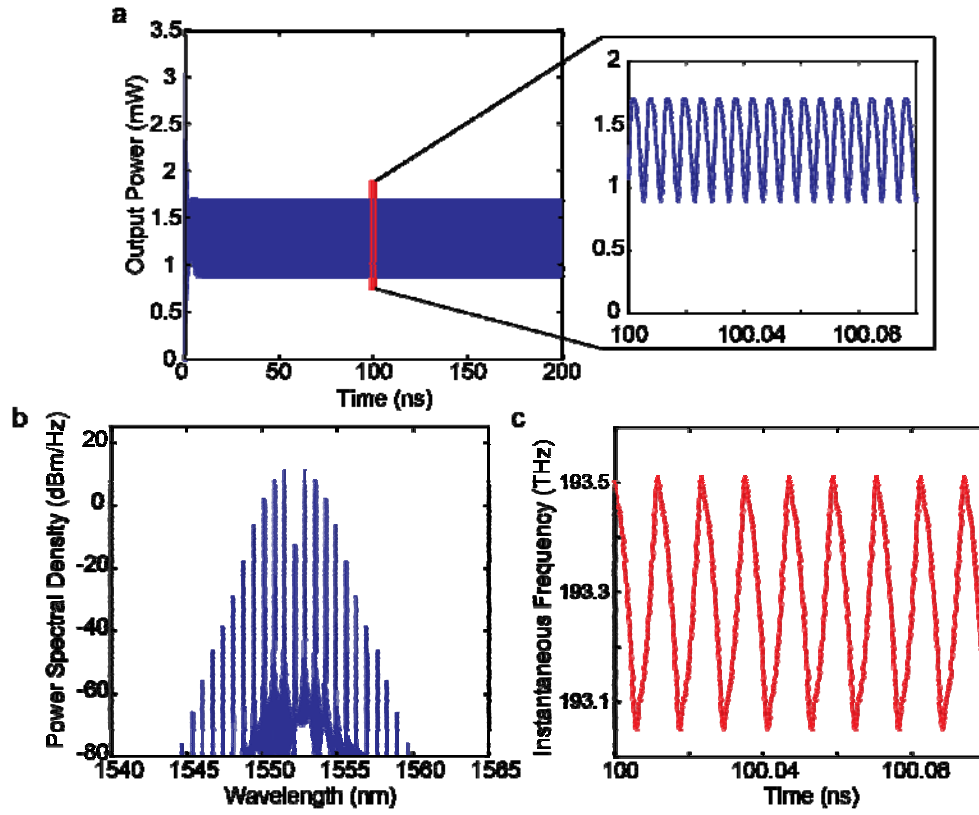 a
Output Power (mW)
3.5
3
2.5
2
1.5
1
0.5
0
0 50 100 150 200
Time (ns)
2
1.5
1
0.5
0
100 100.04 100.08
b
Power Spectral Density (dBm/Hz)
20
0
-20
-40
-60
-80
1540 1545 1550 1555 1560 1565
Wavelength (nm)
c
Instantaneous Frequency (THz)
193.5
193.3
193.1
100 100.04 100.08
Time (ns)